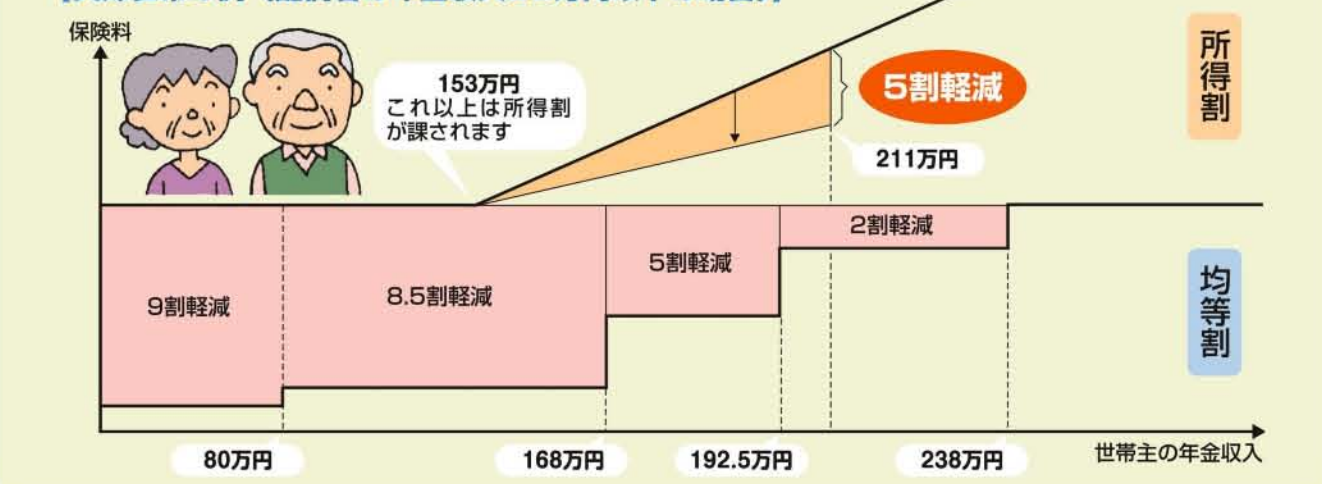 保険料
153万円
これ以上は所得割
が課されます
5割軽減
211万円
所得割
9割軽減
8.5割軽減
5割軽減
2割軽減
均等割
80万円
168万円
192.5万円
238万円
世帯主の年金収入